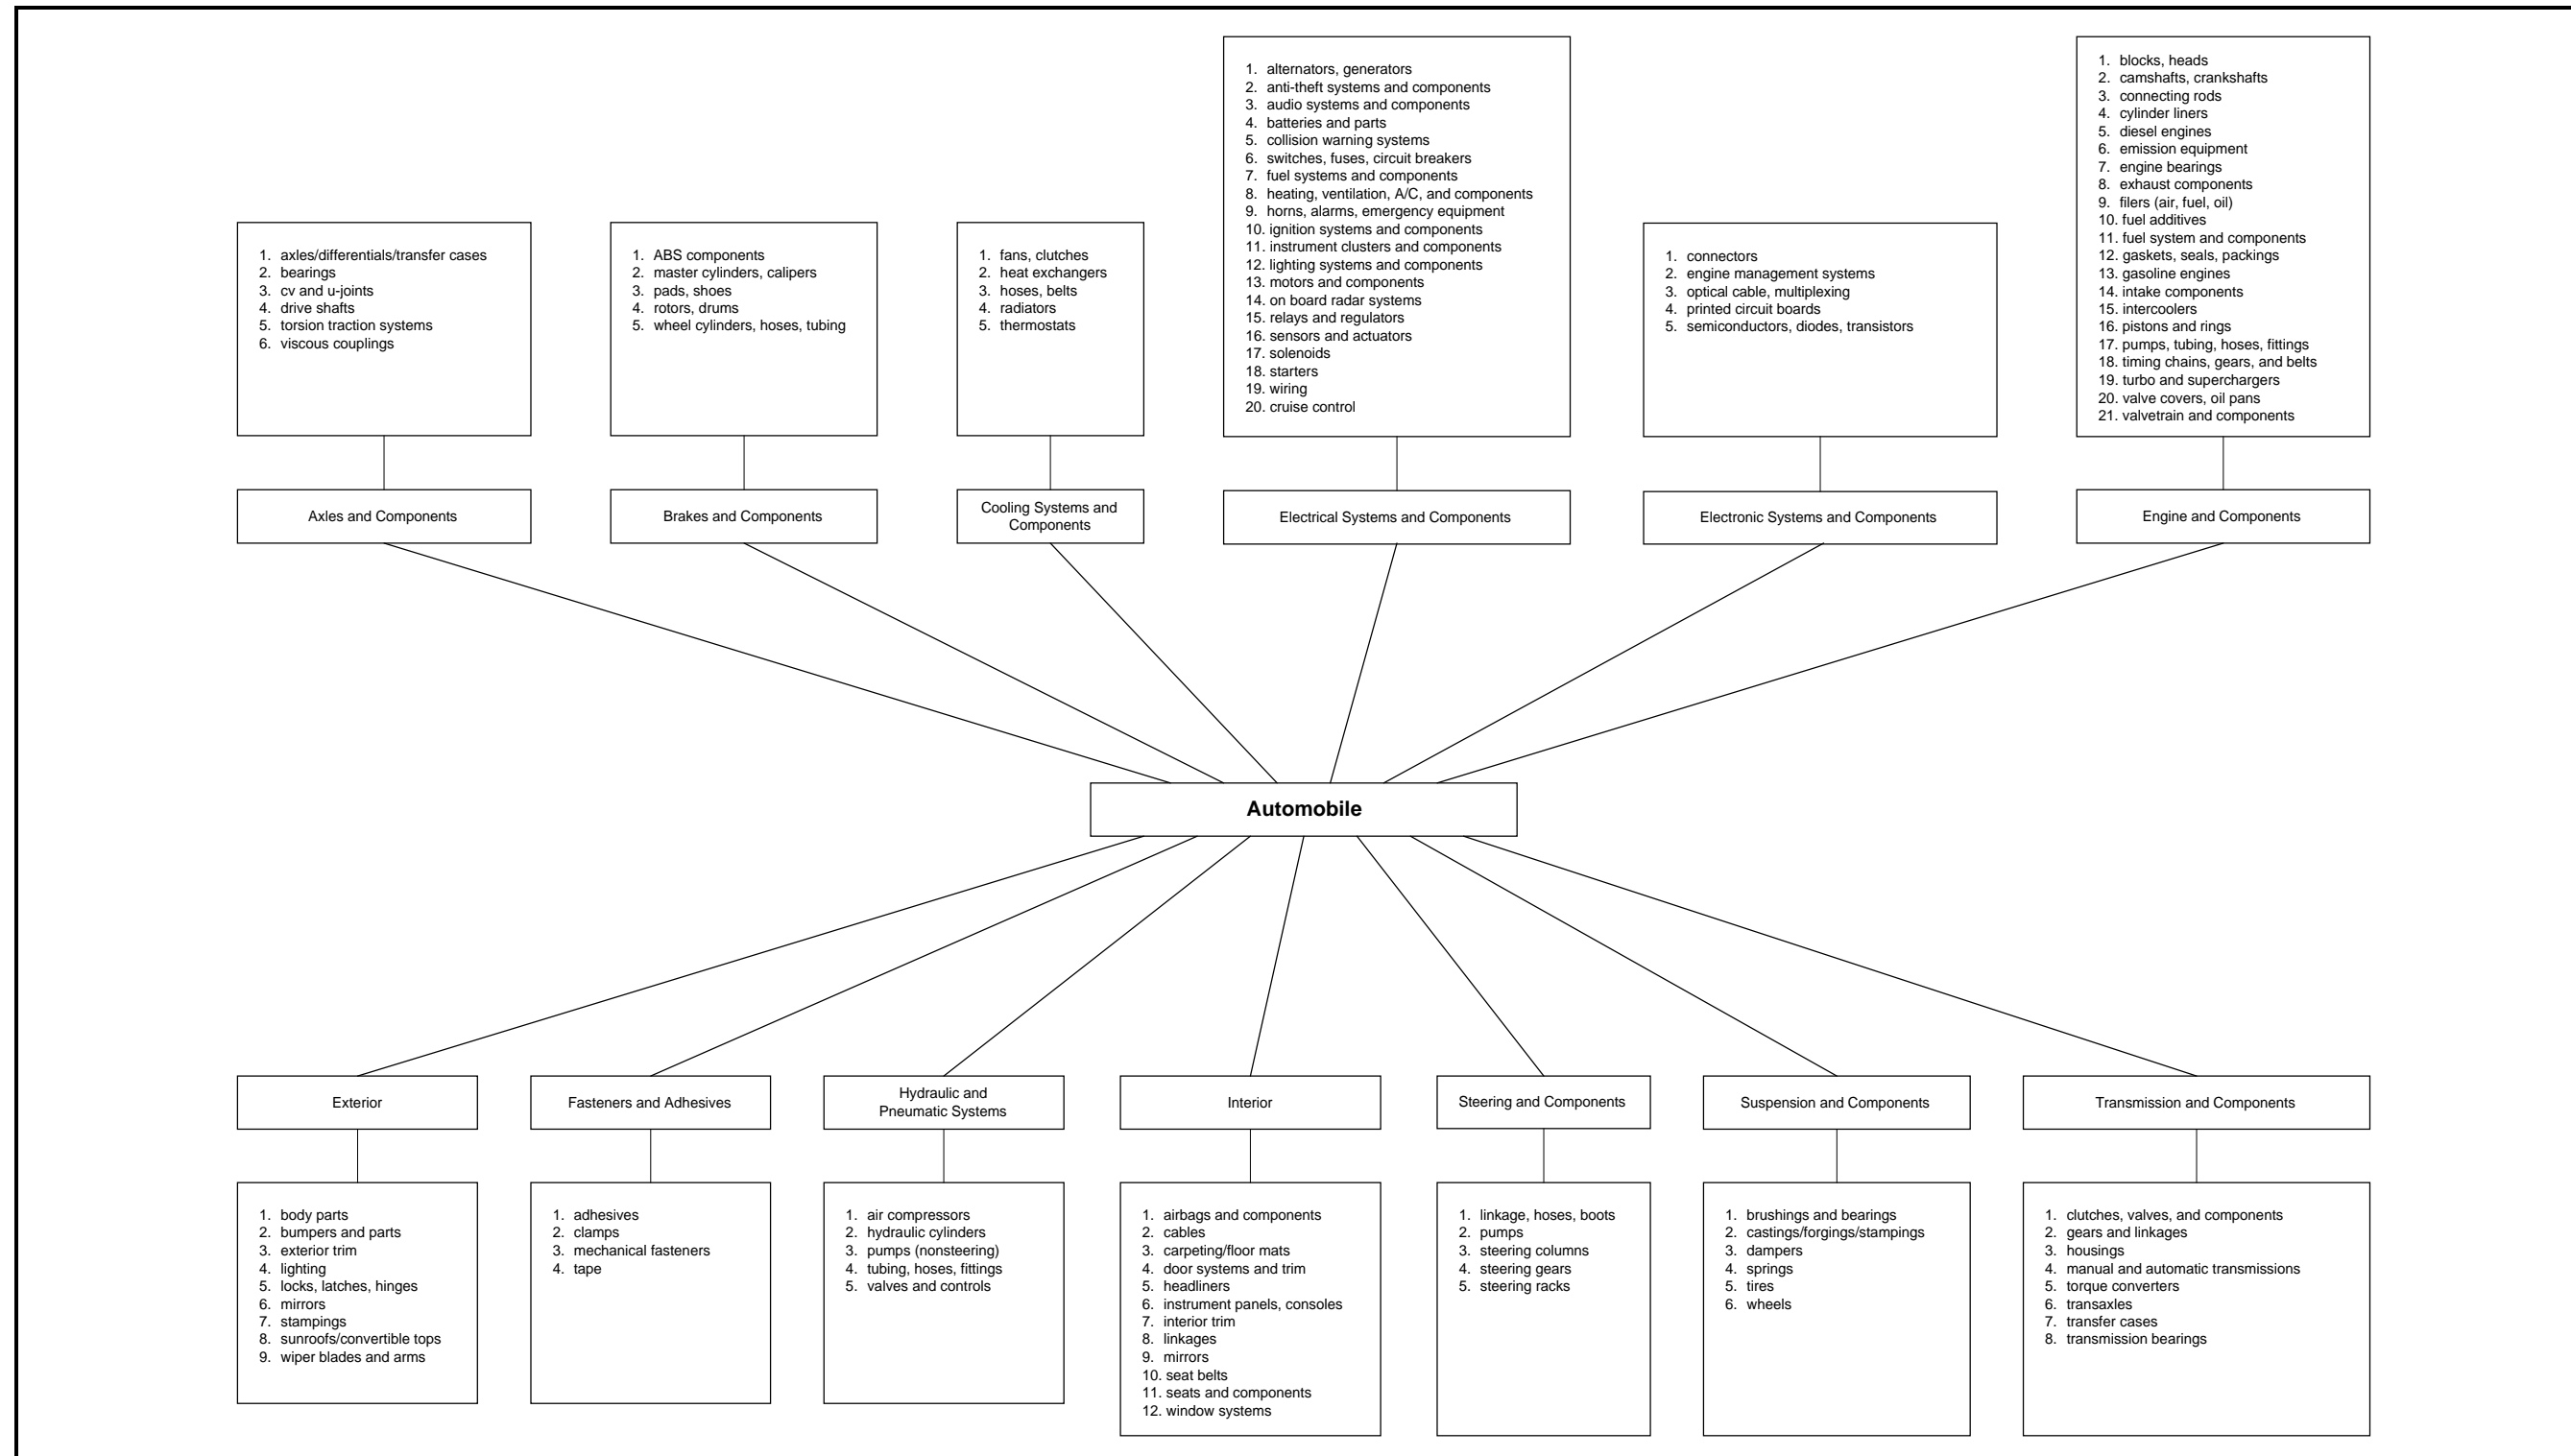 1. axles/differentials/transfer cases
2. bearings
3. cv and u-joints
4. drive shafts
5. torsion traction systems
6. viscous couplings
1. ABS components
2. master cylinders, calipers
3. pads, shoes
4. rotors, drums
5. wheel cylinders, hoses, tubing
1. fans, clutches
2. heat exchangers
3. hoses, belts
4. radiators
5. thermostats
1. alternators, generators
2. anti-theft systems and components
3. audio systems and components
4. batteries and parts
5. collision warning systems
6. switches, fuses, circuit breakers
7. fuel systems and components
8. heating, ventilation, A/C, and components
9. horns, alarms, emergency equipment
10. ignition systems and components
11. instrument clusters and components
12. lighting systems and components
13. motors and components
14. on board radar systems
15. relays and regulators
16. sensors and actuators
17. solenoids
18. starters
19. wiring
20. cruise control
1. connectors
2. engine management systems
3. optical cable, multiplexing
4. printed circuit boards
5. semiconductors, diodes, transistors
1. blocks, heads
2. camshafts, crankshafts
3. connecting rods
4. cylinder liners
5. diesel engines
6. emission equipment
7. engine bearings
8. exhaust components
9. filers (air, fuel, oil)
10. fuel additives
11. fuel system and components
12. gaskets, seals, packings
13. gasoline engines
14. intake components
15. intercoolers
16. pistons and rings
17. pumps, tubing, hoses, fittings
18. timing chains, gears, and belts
19. turbo and superchargers
20. valve covers, oil pans
21. valvetrain and components
Axles and Components
Brakes and Components
Cooling Systems and
Components
Electrical Systems and Components
Electronic Systems and Components
Engine and Components
Automobile
Exterior
Fasteners and Adhesives
Hydraulic and
Pneumatic Systems
Interior
Steering and Components
Suspension and Components
Transmission and Components
1. body parts
2. bumpers and parts
3. exterior trim
4. lighting
5. locks, latches, hinges
6. mirrors
7. stampings
8. sunroofs/convertible tops
9. wiper blades and arms
1. adhesives
2. clamps
3. mechanical fasteners
4. tape
1. air compressors
2. hydraulic cylinders
3. pumps (nonsteering)
4. tubing, hoses, fittings
5. valves and controls
1. airbags and components
2. cables
3. carpeting/floor mats
4. door systems and trim
5. headliners
6. instrument panels, consoles
7. interior trim
8. linkages
9. mirrors
10. seat belts
11. seats and components
12. window systems
1. linkage, hoses, boots
2. pumps
3. steering columns
4. steering gears
5. steering racks
1. brushings and bearings
2. castings/forgings/stampings
3. dampers
4. springs
5. tires
6. wheels
1. clutches, valves, and components
2. gears and linkages
3. housings
4. manual and automatic transmissions
5. torque converters
6. transaxles
7. transfer cases
8. transmission bearings